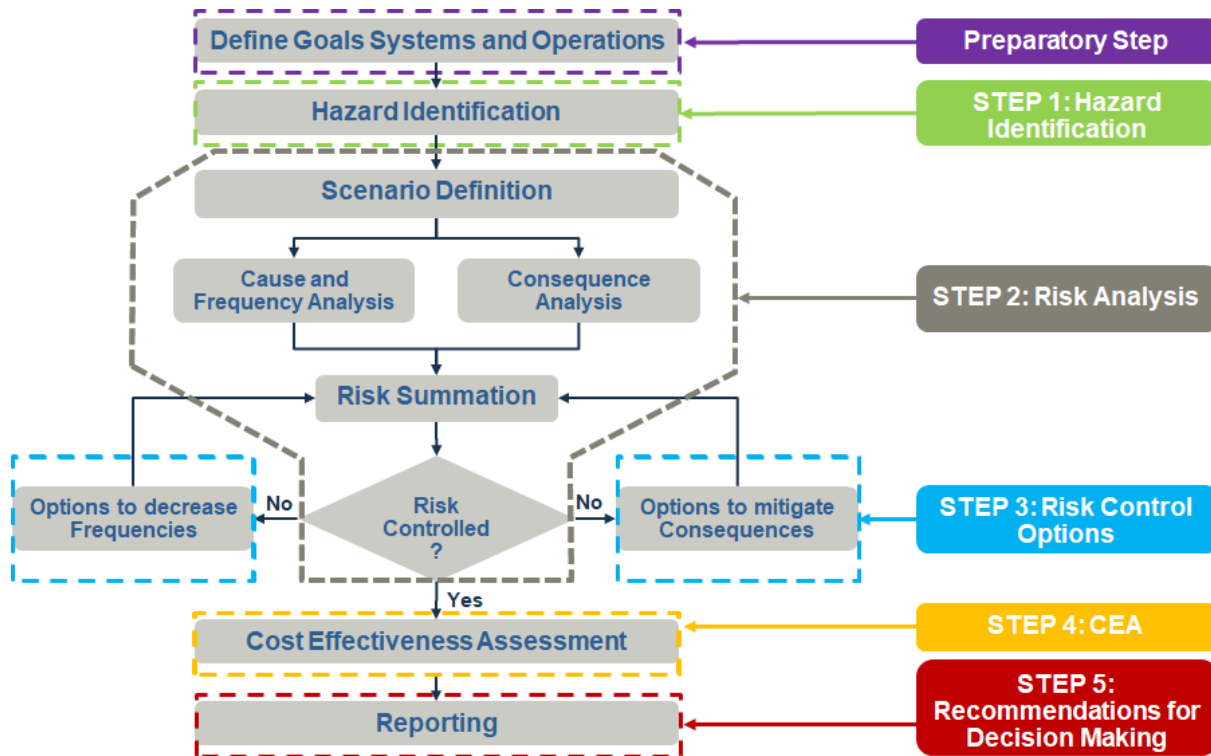 Define Goals Systems and Operations
Preparatory Step
Hazard Identification
STEP 1: Hazard
Identification
Scenario Definition
Cause and
Frequency Analysis
Consequence
Analysis
STEP 2: Risk Analysis
Risk Summation
Options to decrease
Frequencies
No
Risk
Controlled
?
No
Options to mitigate
Consequences
STEP 3: Risk Control
Options
Yes
Cost Effectiveness Assessment
STEP 4: CEA
Reporting
STEP 5:
Recommendations for
Decision Making